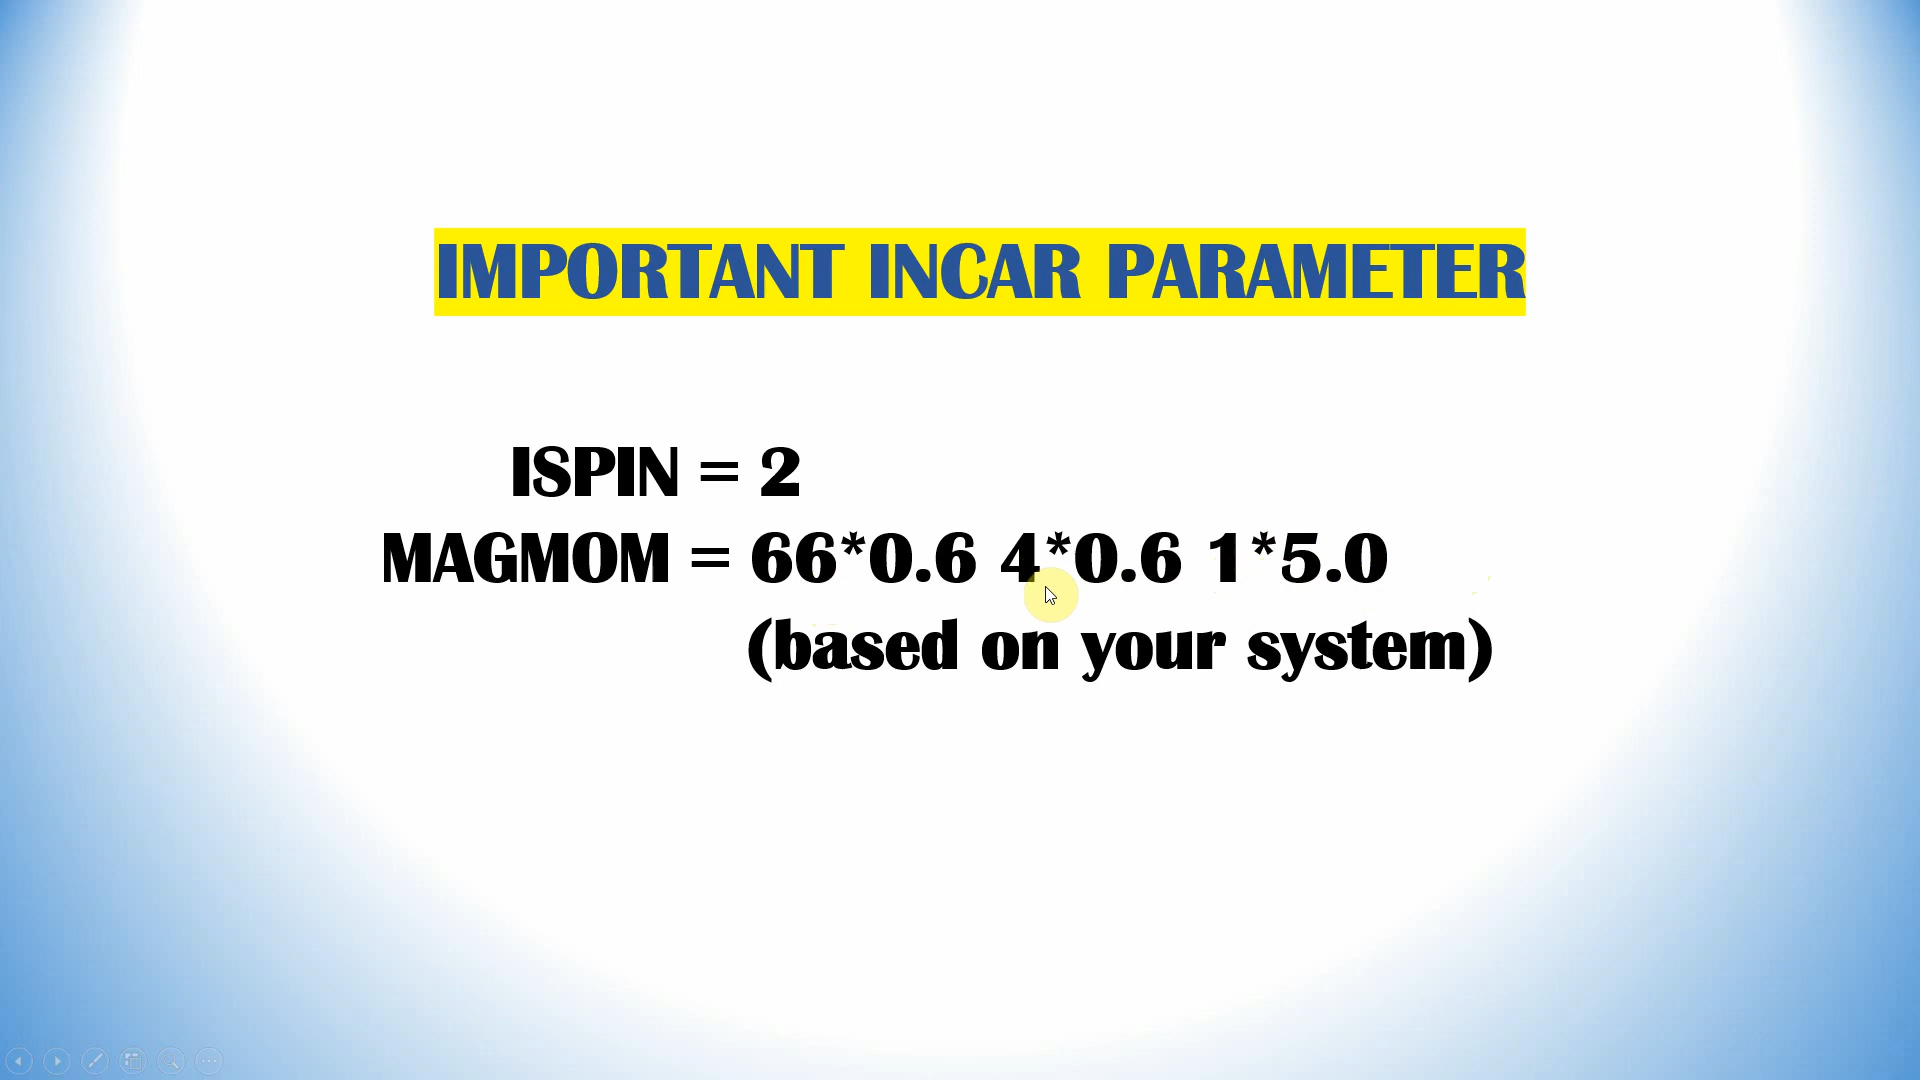 IMPORTANT INCAR PARAMETER
ISPIN = 2
MAGMOM = 66*0.6 4*0.6 1*5.0
(based on your system)